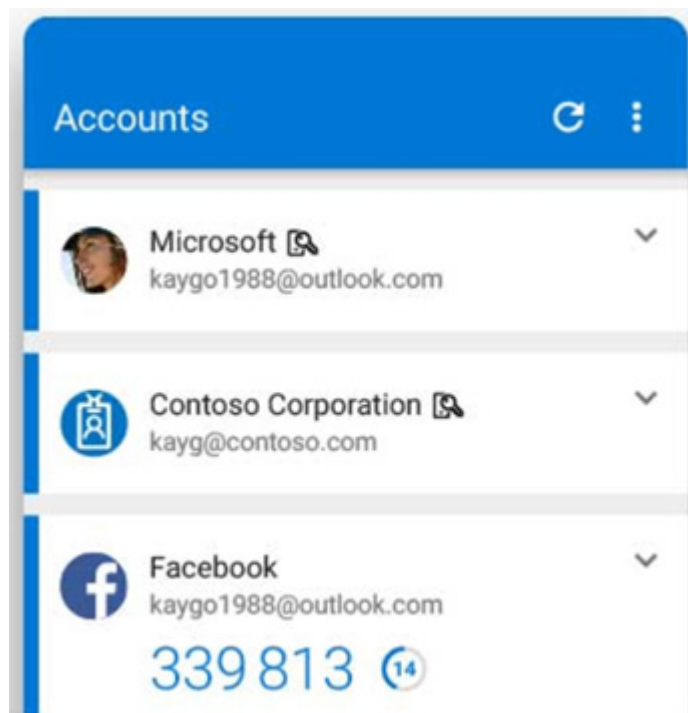 Accounts
Microsoft
kaygo1988@outlook.com
Contoso Corporation
kayg@contoso.com
Facebook
kaygo1988@outlook.com
339 813 14